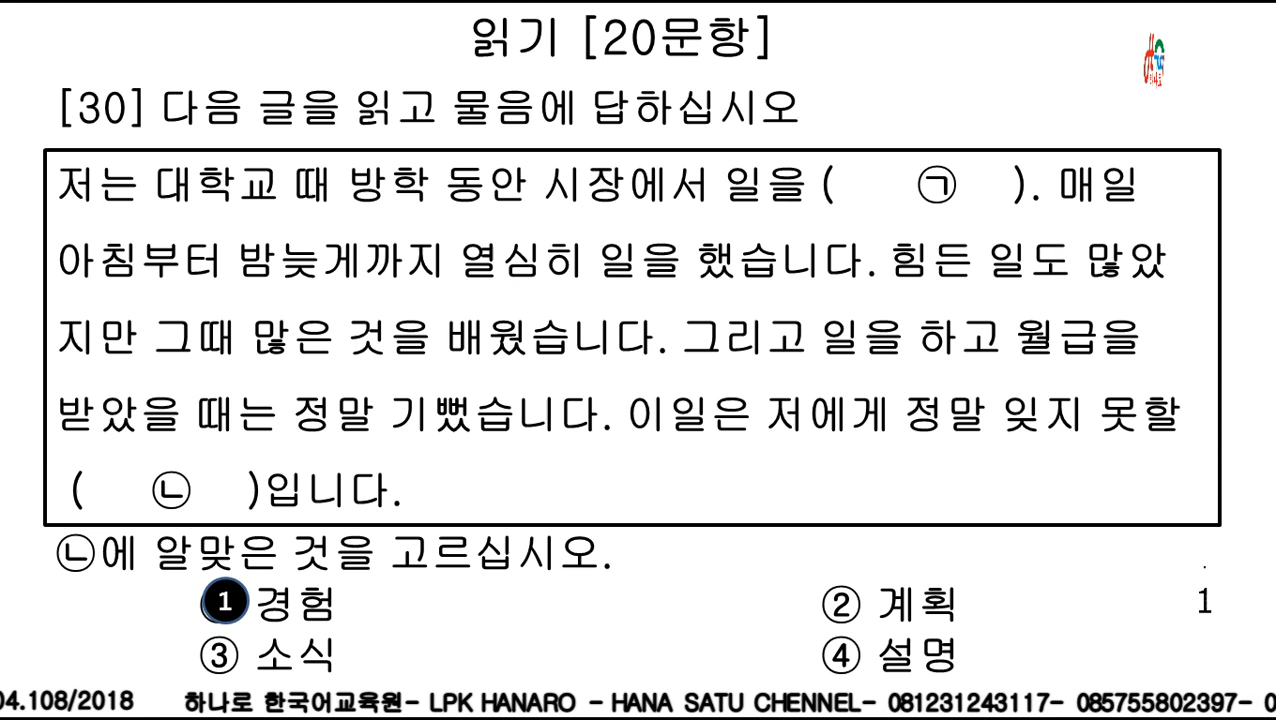 읽기 [20문항]
[30] 다음 글을 읽고 물음에 답하십시오
저는 대학교 때 방학 동안 시장에서 일을 ( ㉠ ). 매일
아침부터 밤늦게까지 열심히 일을 했습니다. 힘든 일도 많았
지만 그때 많은 것을 배웠습니다. 그리고 일을 하고 월급을
받았을 때는 정말 기뻤습니다. 이일은 저에게 정말 잊지 못할
( ㉡ )입니다.
㉡에 알맞은 것을 고르십시오.
❶ 경험 ② 계획 1
③ 소식 ④ 설명
04.108/2018 하나로 한국어교육원- LPK HANARO - HANA SATU CHENNEL- 081231243117- 085755802397- 0